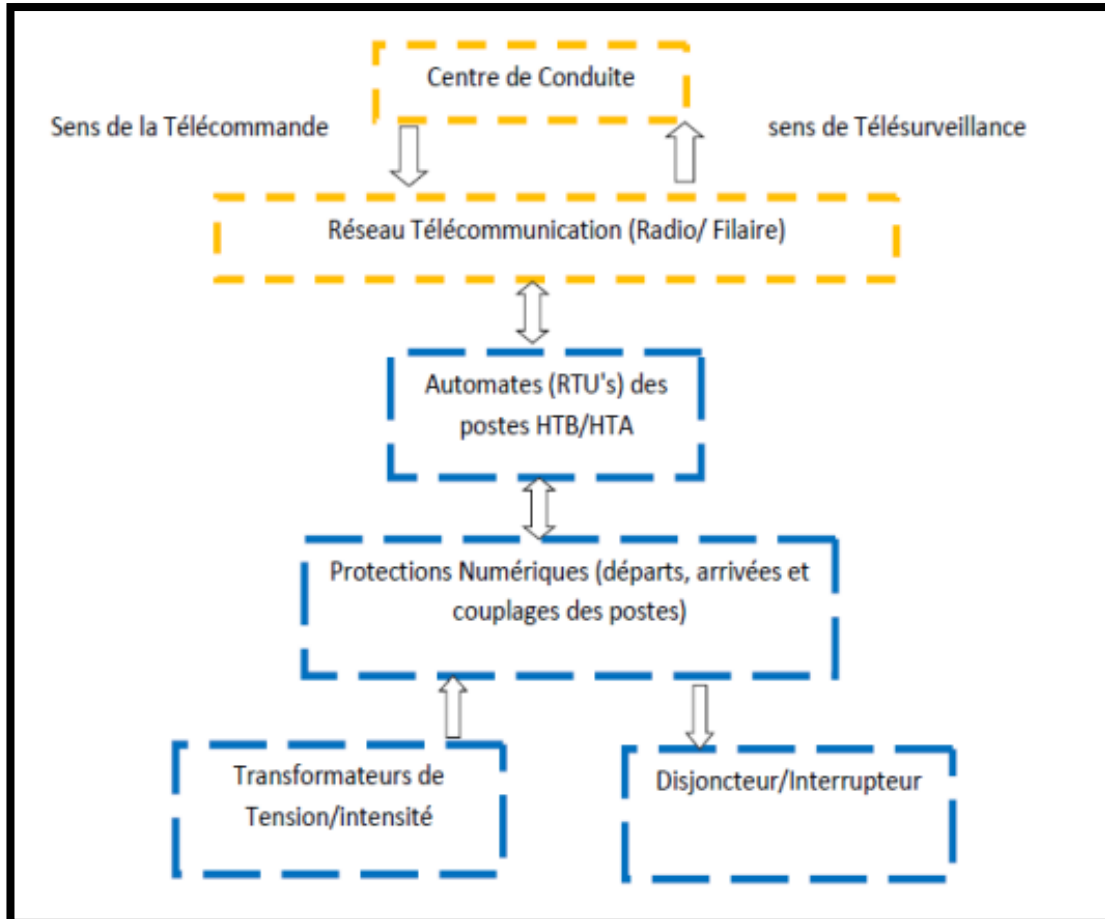 Centre de Conduite
Sens de la Télécommande
sens de Télésurveillance
Réseau Télécommunication (Radio/ Filaire)
Automates (RTU's) des
postes HTB/HTA
Protections Numériques (départs, arrivées et
couplages des postes)
Transformateurs de
Tension/intensité
Disjoncteur/Interrupteur